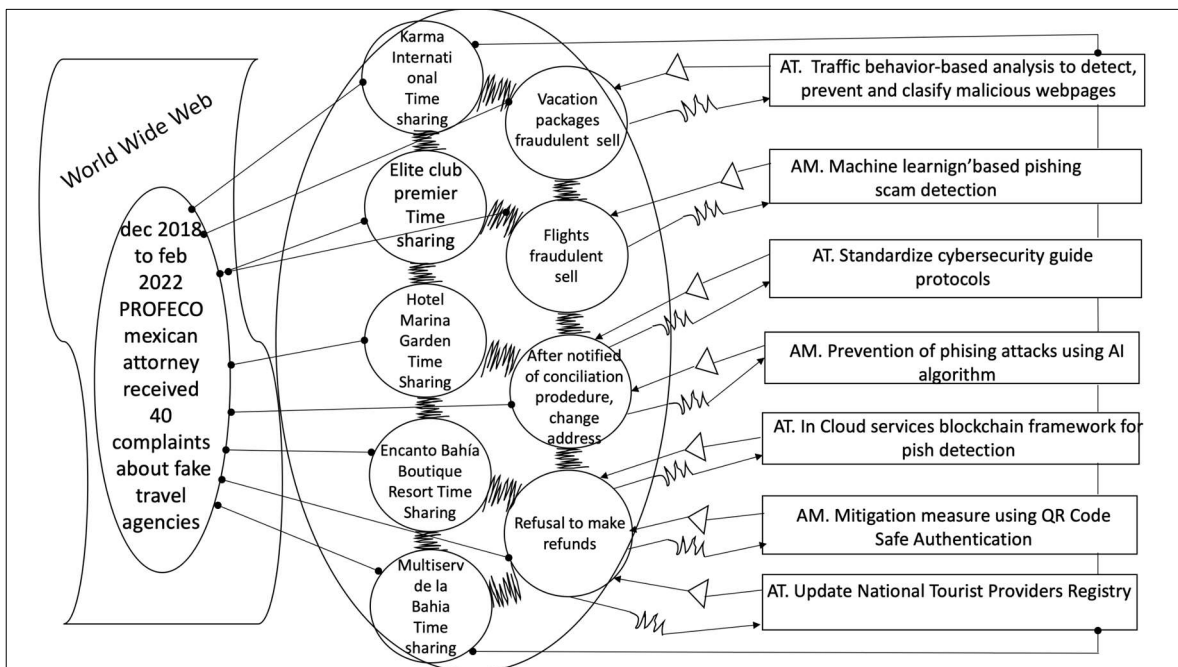 World Wide Web
dec 2018
to feb
2022
PROFECO
mexican
attorney
received
40
complaints
about fake
travel
agencies
Karma
Internati
onal
Time
sharing
Elite club
premier
Time
sharing
Hotel
Marina
Garden
Time
Sharing
Encanto Bahía
Boutique
Resort Time
Sharing
Multiserv
de la
Bahia
Time
sharing
Vacation
packages
fraudulent sell
Flights
fraudulent
sell
After notified
of conciliation
prodedure,
change
address
Refusal to make
refunds
AT. Traffic behavior-based analysis to detect,
prevent and clasify malicious webpages
AM. Machine learnign’based pishing
scam detection
AT. Standardize cybersecurity guide
protocols
AM. Prevention of phising attacks using AI
algorithm
AT. In Cloud services blockchain framework for
pish detection
AM. Mitigation measure using QR Code
Safe Authentication
AT. Update National Tourist Providers Registry